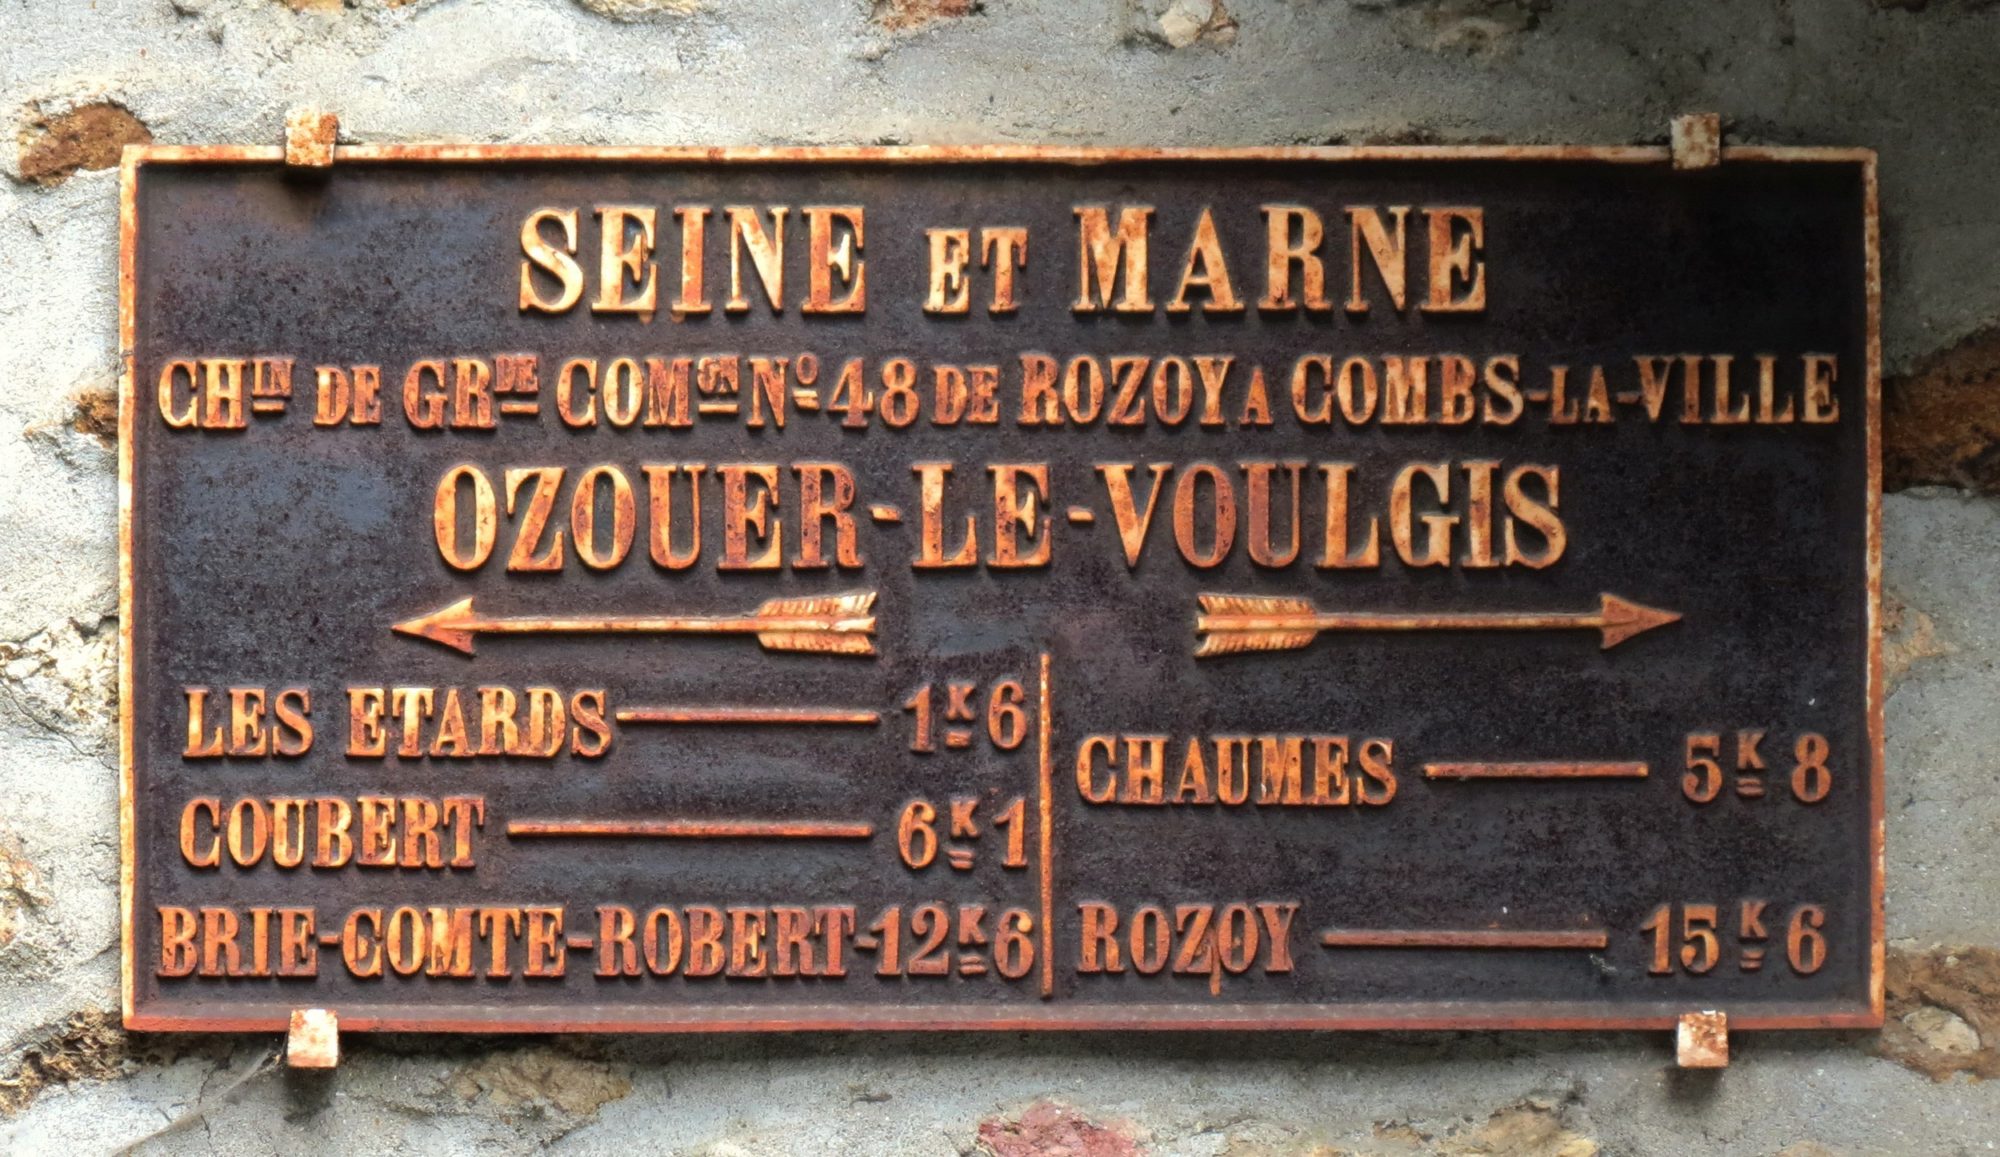 SEINE ET MARNE
CHIN DE GRDE COMON No 48 DE ROZOY A COMBS-LA-VILLE
OZOUER-LE-VOULGIS
LES ETARDS 1K6
COUBERT 6K1
BRIE-COMTE-ROBERT-12K6
CHAUMES 5K8
ROZOY 15K6